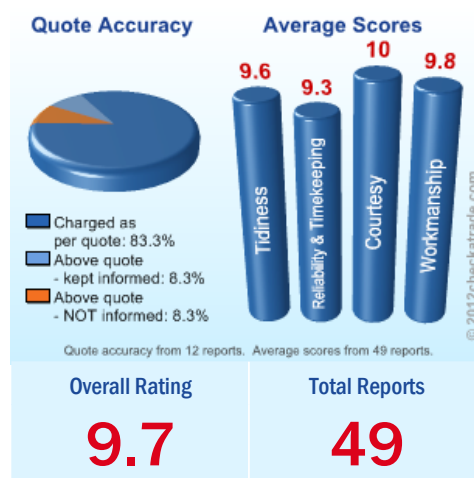 Quote Accuracy
Average Scores
9.6
9.3
10
9.8
Tidiness
Reliability & Timekeeping
Courtesy
Workmanship
Charged as
per quote: 83.3%
Above quote
- kept informed: 8.3%
Above quote
- NOT informed: 8.3%
© 2012checkatrade.com
Quote accuracy from 12 reports. Average scores from 49 reports.
Overall Rating
9.7
Total Reports
49